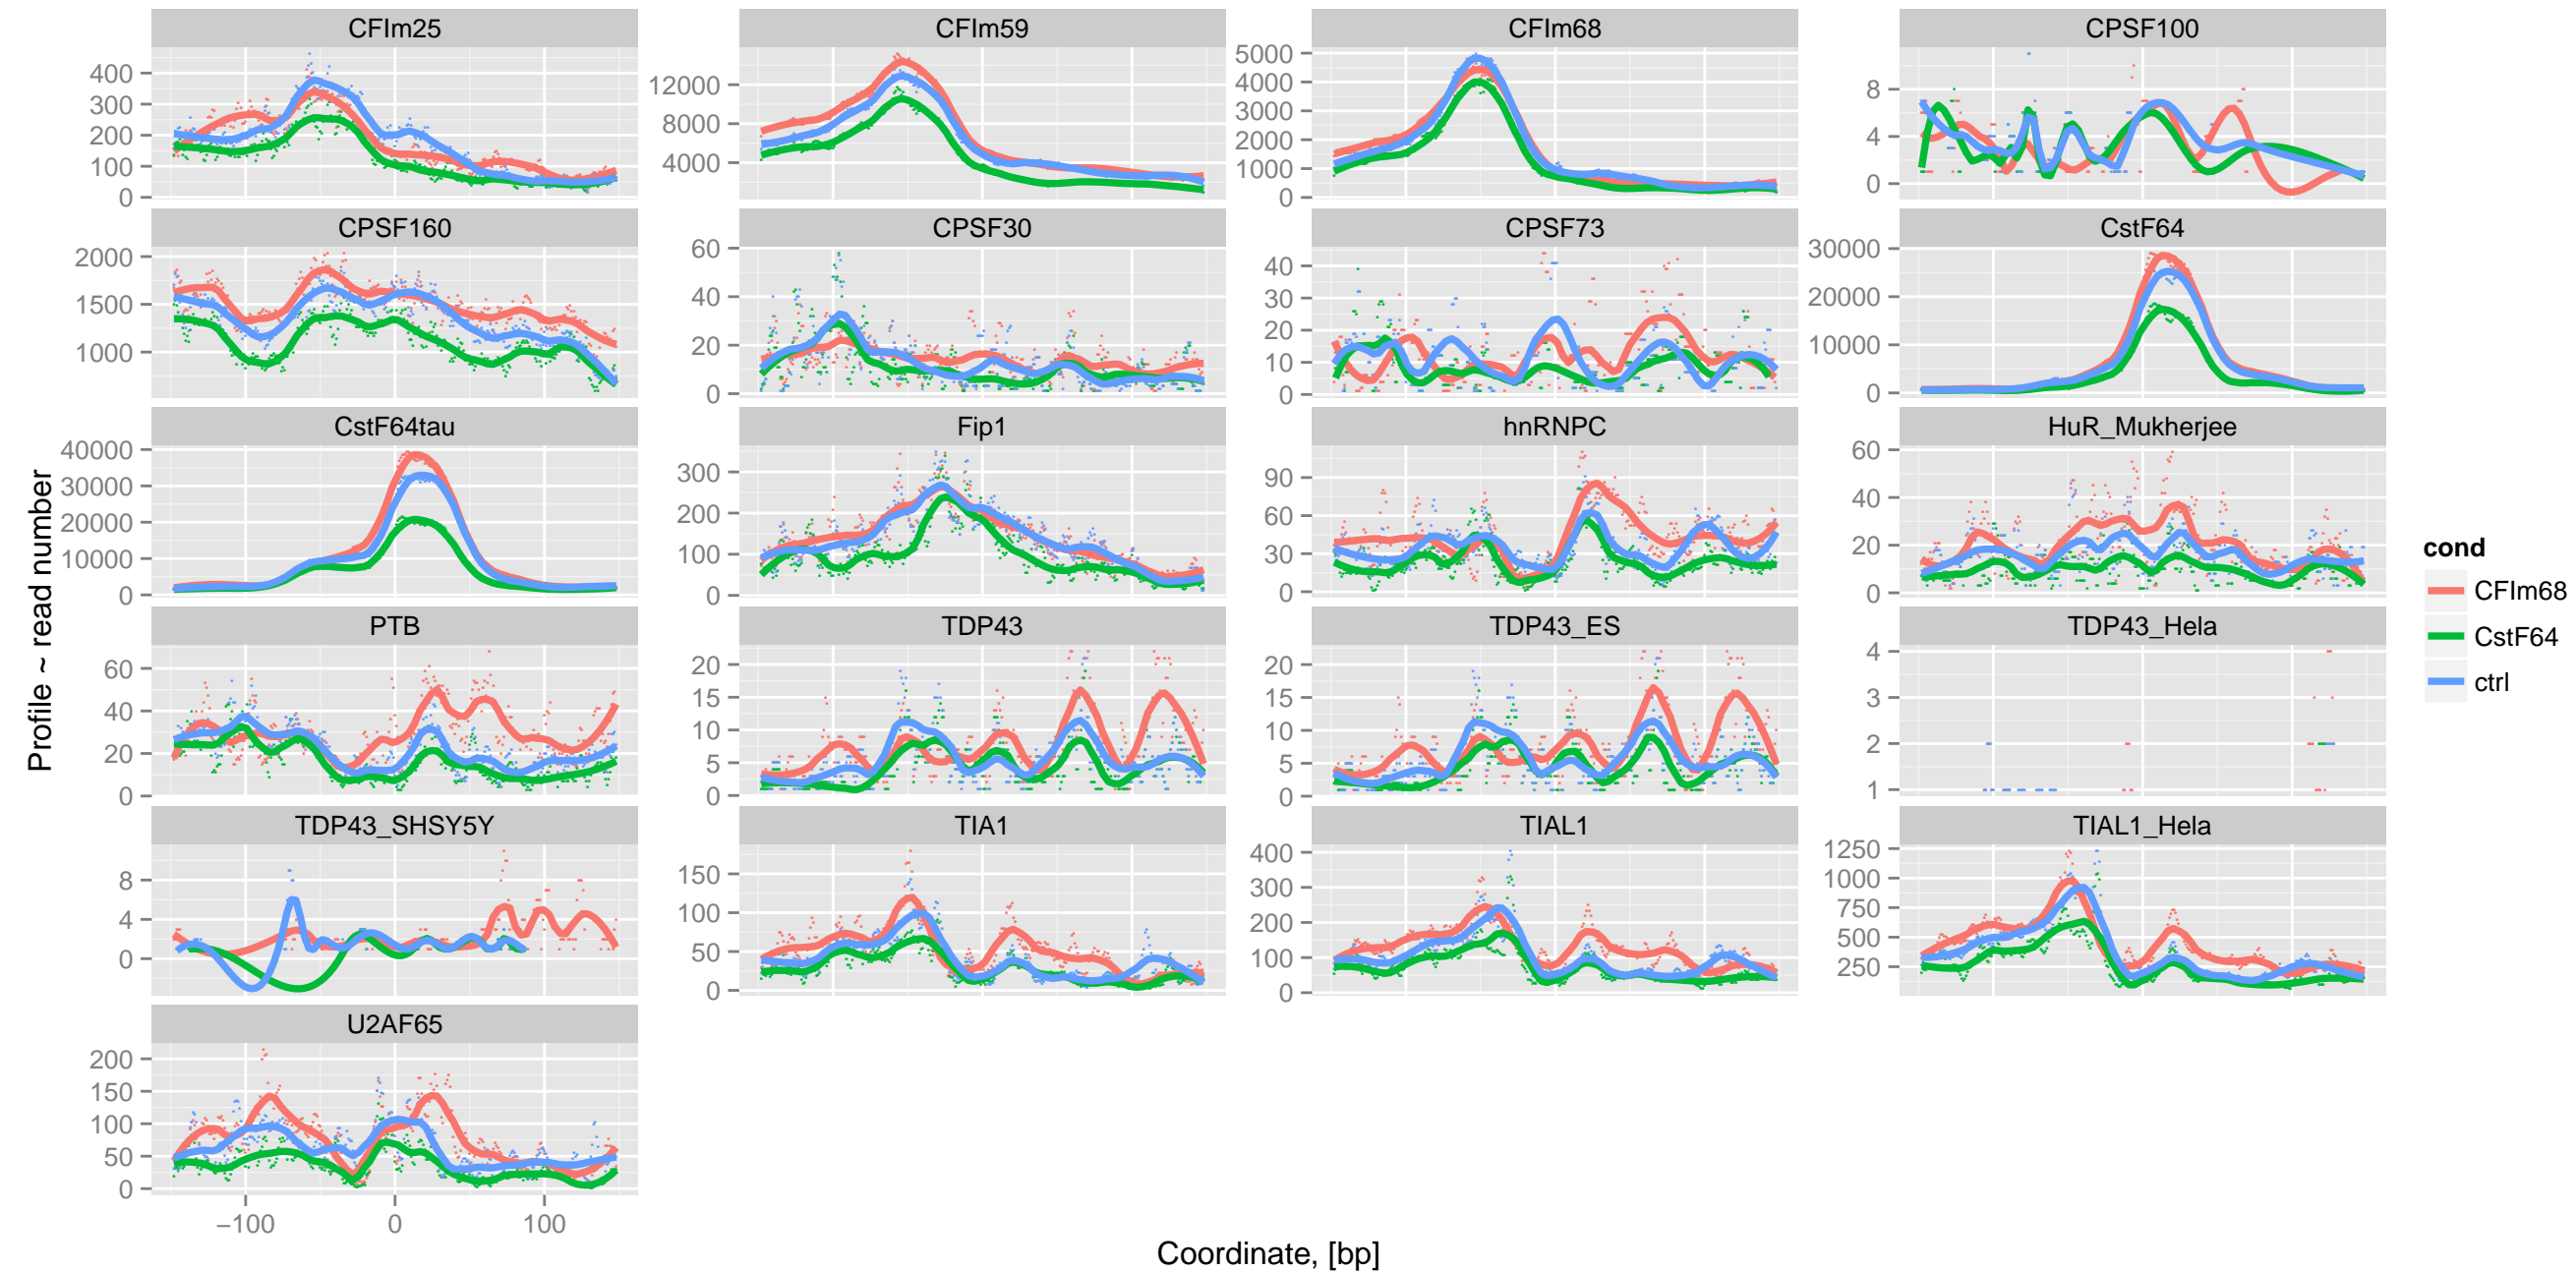 CFIm25 CFIm59 CFIm68 CPSF100
400 300 200 100 0
12000 8000 4000
5000 4000 3000 2000 1000 0
8 4 0
CPSF160 CPSF30 CPSF73 CstF64
2000 1500 1000
60 40 20 0
40 30 20 10 0
30000 20000 10000 0
CstF64tau Fip1 hnRNPC HuR_Mukherjee
40000 30000 20000 10000 0
300 200 100 0
90 60 30 0
60 40 20 0
PTB TDP43 TDP43_ES TDP43_Hela
60 40 20 0
20 15 10 5 0
20 15 10 5 0
4 3 2 1
TDP43_SHSY5Y TIA1 TIAL1 TIAL1_Hela
8 4 0
150 100 50 0
400 300 200 100 0
1250 1000 750 500 250
U2AF65
200 150 100 50 0
−100 0 100
Coordinate, [bp]
Profile ~ read number
cond
CFIm68
CstF64
ctrl